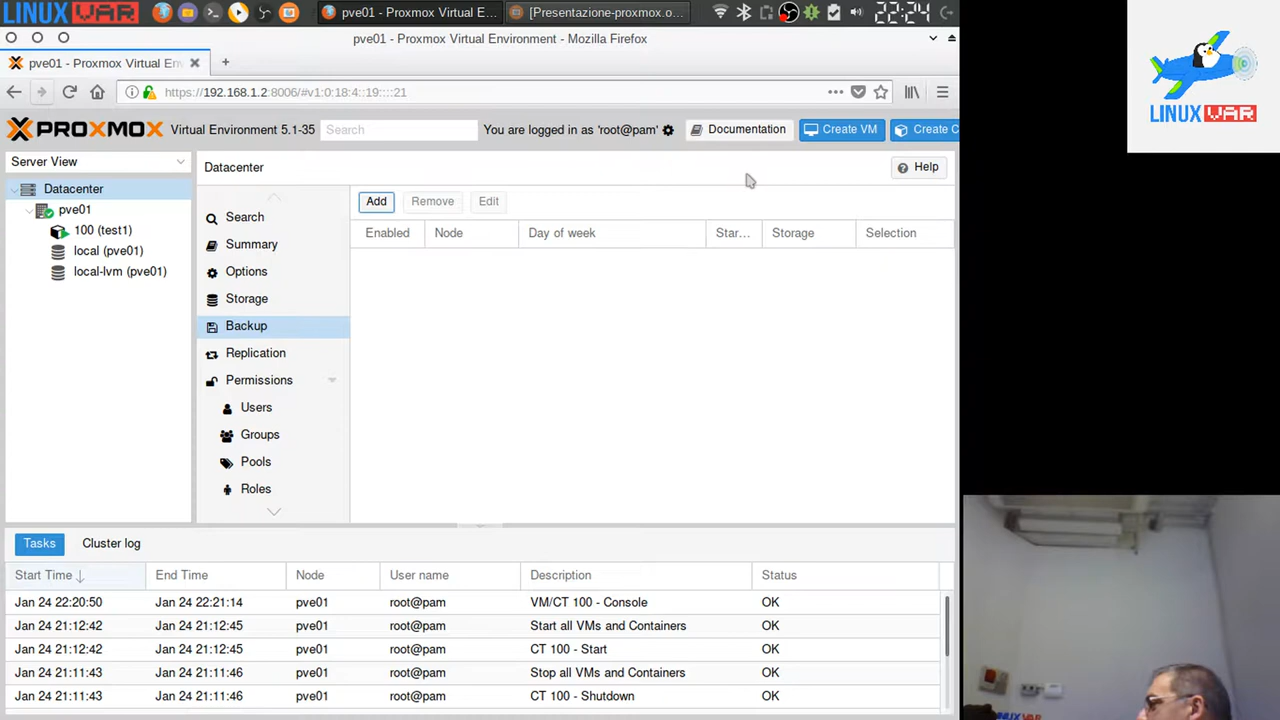 LINUX VAR
pve01 - Proxmox Virtual E...
[Presentazione-proxmox.o...
22:24
pve01 - Proxmox Virtual Environment - Mozilla Firefox
pve01 - Proxmox Virtual En
https://192.168.1.2:8006/#v1:0:18:4::19::::21
PROXMOX Virtual Environment 5.1-35 Search You are logged in as 'root@pam' Documentation Create VM Create C
Server View
Datacenter
pve01
100 (test1)
local (pve01)
local-lvm (pve01)
Datacenter
Help
Search
Summary
Options
Storage
Backup
Replication
Permissions
Users
Groups
Pools
Roles
Add Remove Edit
Enabled Node Day of week Star... Storage Selection
Tasks Cluster log
Start Time End Time Node User name Description Status
Jan 24 22:20:50 Jan 24 22:21:14 pve01 root@pam VM/CT 100 - Console OK
Jan 24 21:12:42 Jan 24 21:12:45 pve01 root@pam Start all VMs and Containers OK
Jan 24 21:12:42 Jan 24 21:12:45 pve01 root@pam CT 100 - Start OK
Jan 24 21:11:43 Jan 24 21:11:46 pve01 root@pam Stop all VMs and Containers OK
Jan 24 21:11:43 Jan 24 21:11:46 pve01 root@pam CT 100 - Shutdown OK
LINUX VAR